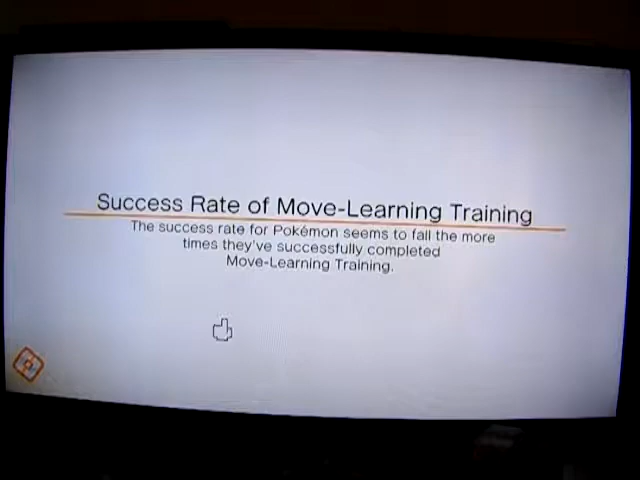 Success Rate of Move-Learning Training
The success rate for Pokémon seems to fall the more
times they've successfully completed
Move-Learning Training.